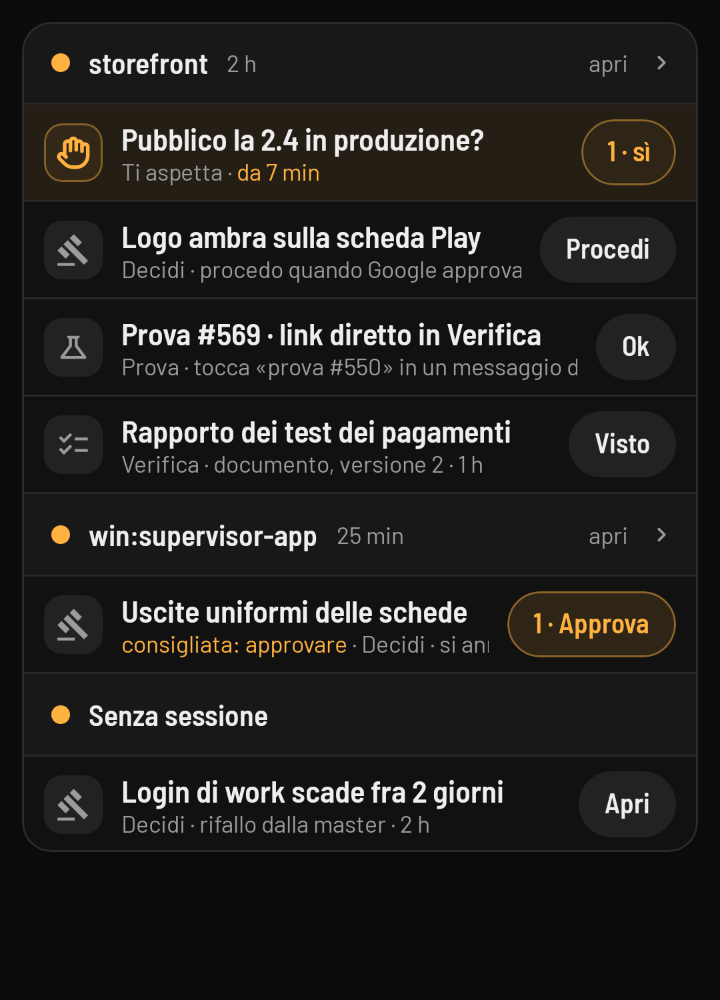 storefront 2 h apri
Pubblico la 2.4 in produzione?
Ti aspetta · da 7 min
1 · sì
Logo ambra sulla scheda Play
Decidi · procedo quando Google approva
Procedi
Prova #569 · link diretto in Verifica
Prova · tocca «prova #550» in un messaggio d
Ok
Rapporto dei test dei pagamenti
Verifica · documento, versione 2 · 1 h
Visto
win:supervisor-app 25 min apri
Uscite uniformi delle schede
consigliata: approvare · Decidi · si
1 · Approva
Senza sessione
Login di work scade fra 2 giorni
Decidi · rifallo dalla master · 2 h
Apri